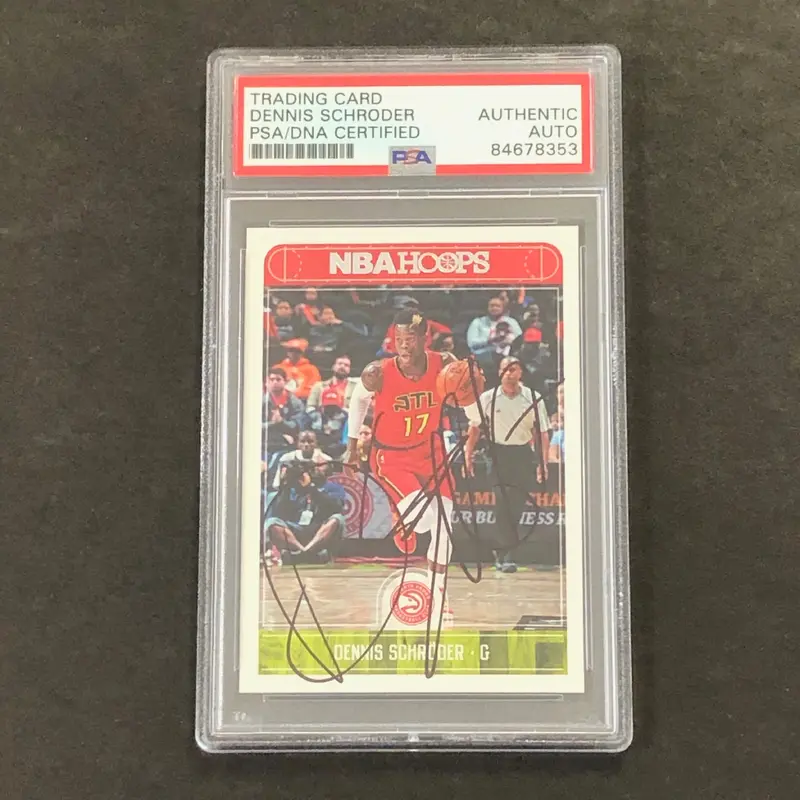 TRADING CARD
DENNIS SCHRODER
PSA/DNA CERTIFIED
AUTHENTIC
AUTO
84678353
PSA
NBA HOOPS
ATL
17
DENNIS SCHRODER · G